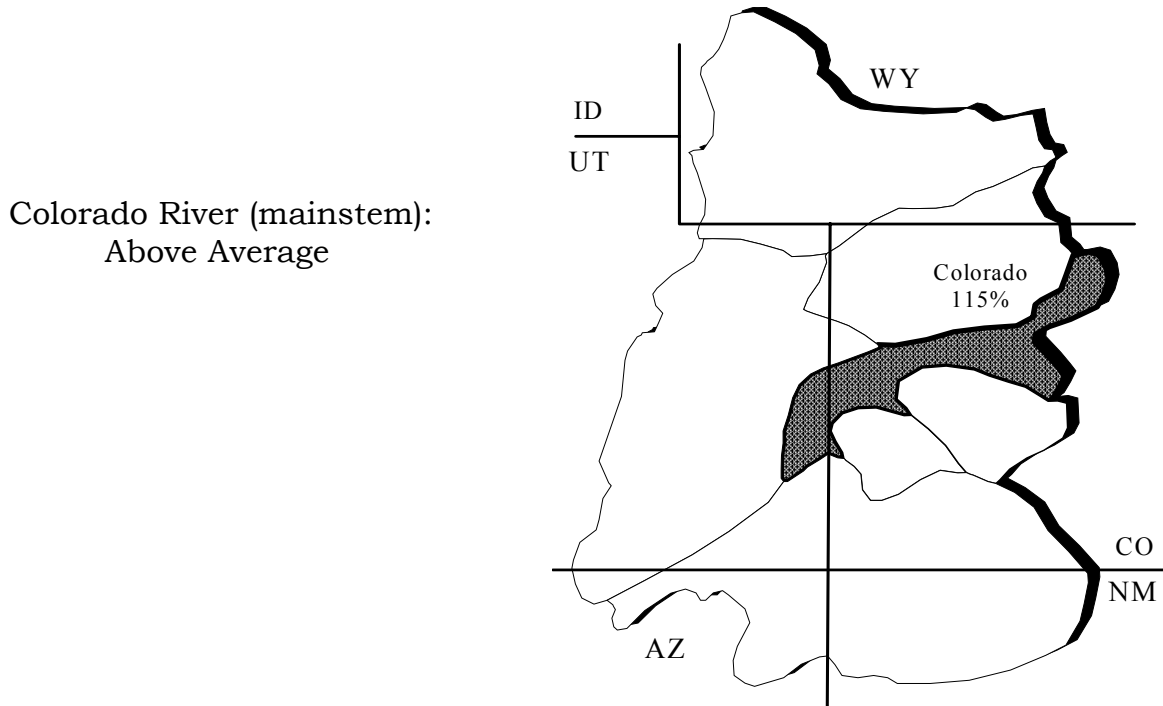 Colorado River (mainstem):
Above Average
WY
ID
UT
Colorado
115%
CO
NM
AZ